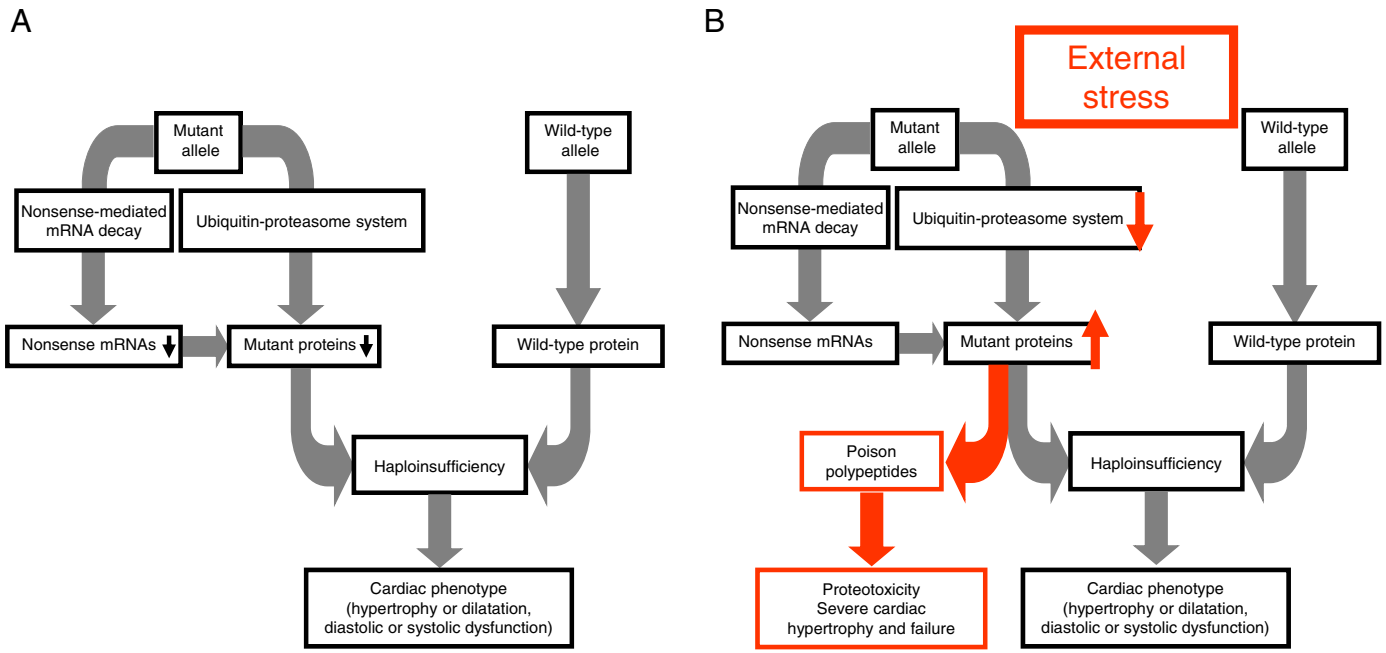 A
Mutant
allele
Wild-type
allele
Nonsense-mediated
mRNA decay
Ubiquitin-proteasome system
Nonsense mRNAs
Mutant proteins
Wild-type protein
Haploinsufficiency
Cardiac phenotype
(hypertrophy or dilatation,
diastolic or systolic dysfunction)
B
External
stress
Mutant
allele
Wild-type
allele
Nonsense-mediated
mRNA decay
Ubiquitin-proteasome system
Nonsense mRNAs
Mutant proteins
Wild-type protein
Poison
polypeptides
Haploinsufficiency
Proteotoxicity
Severe cardiac
hypertrophy and failure
Cardiac phenotype
(hypertrophy or dilatation,
diastolic or systolic dysfunction)